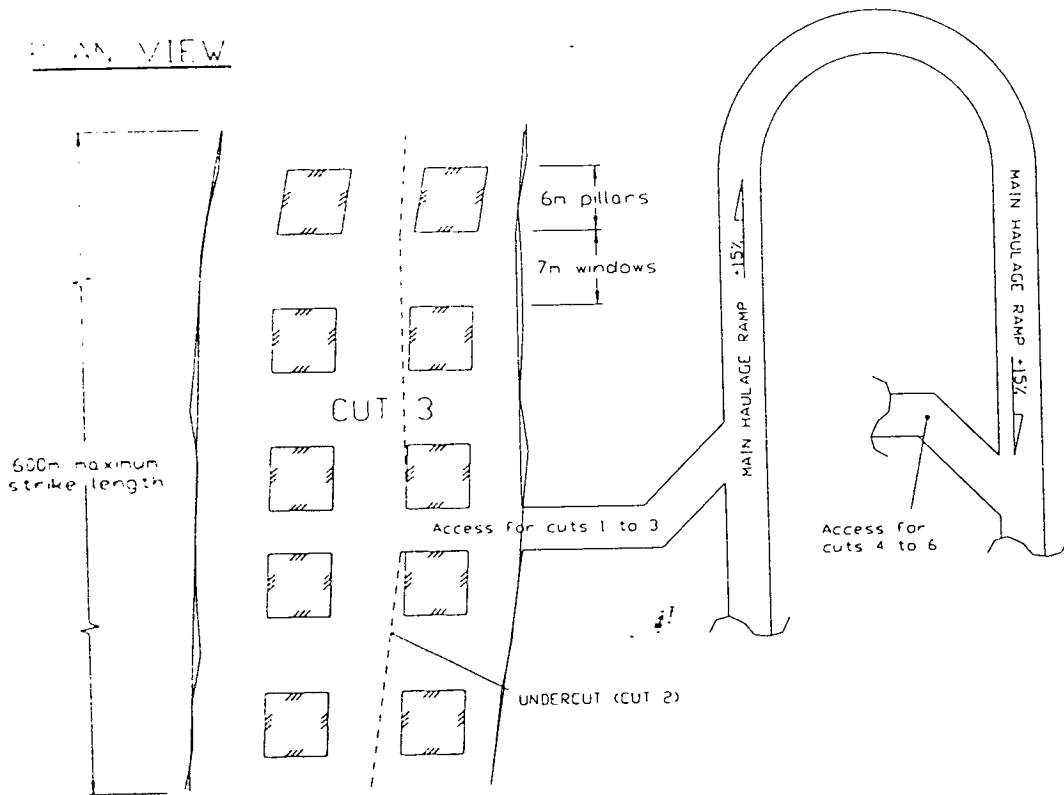 VIEW
6m pillars
7m windows
CUT 3
600m maximum
strike length
Access for cuts 1 to 3
MAIN HAULAGE RAMP +15%
MAIN HAULAGE RAMP +15%
Access for
cuts 4 to 6
UNDERCUT (CUT 2)